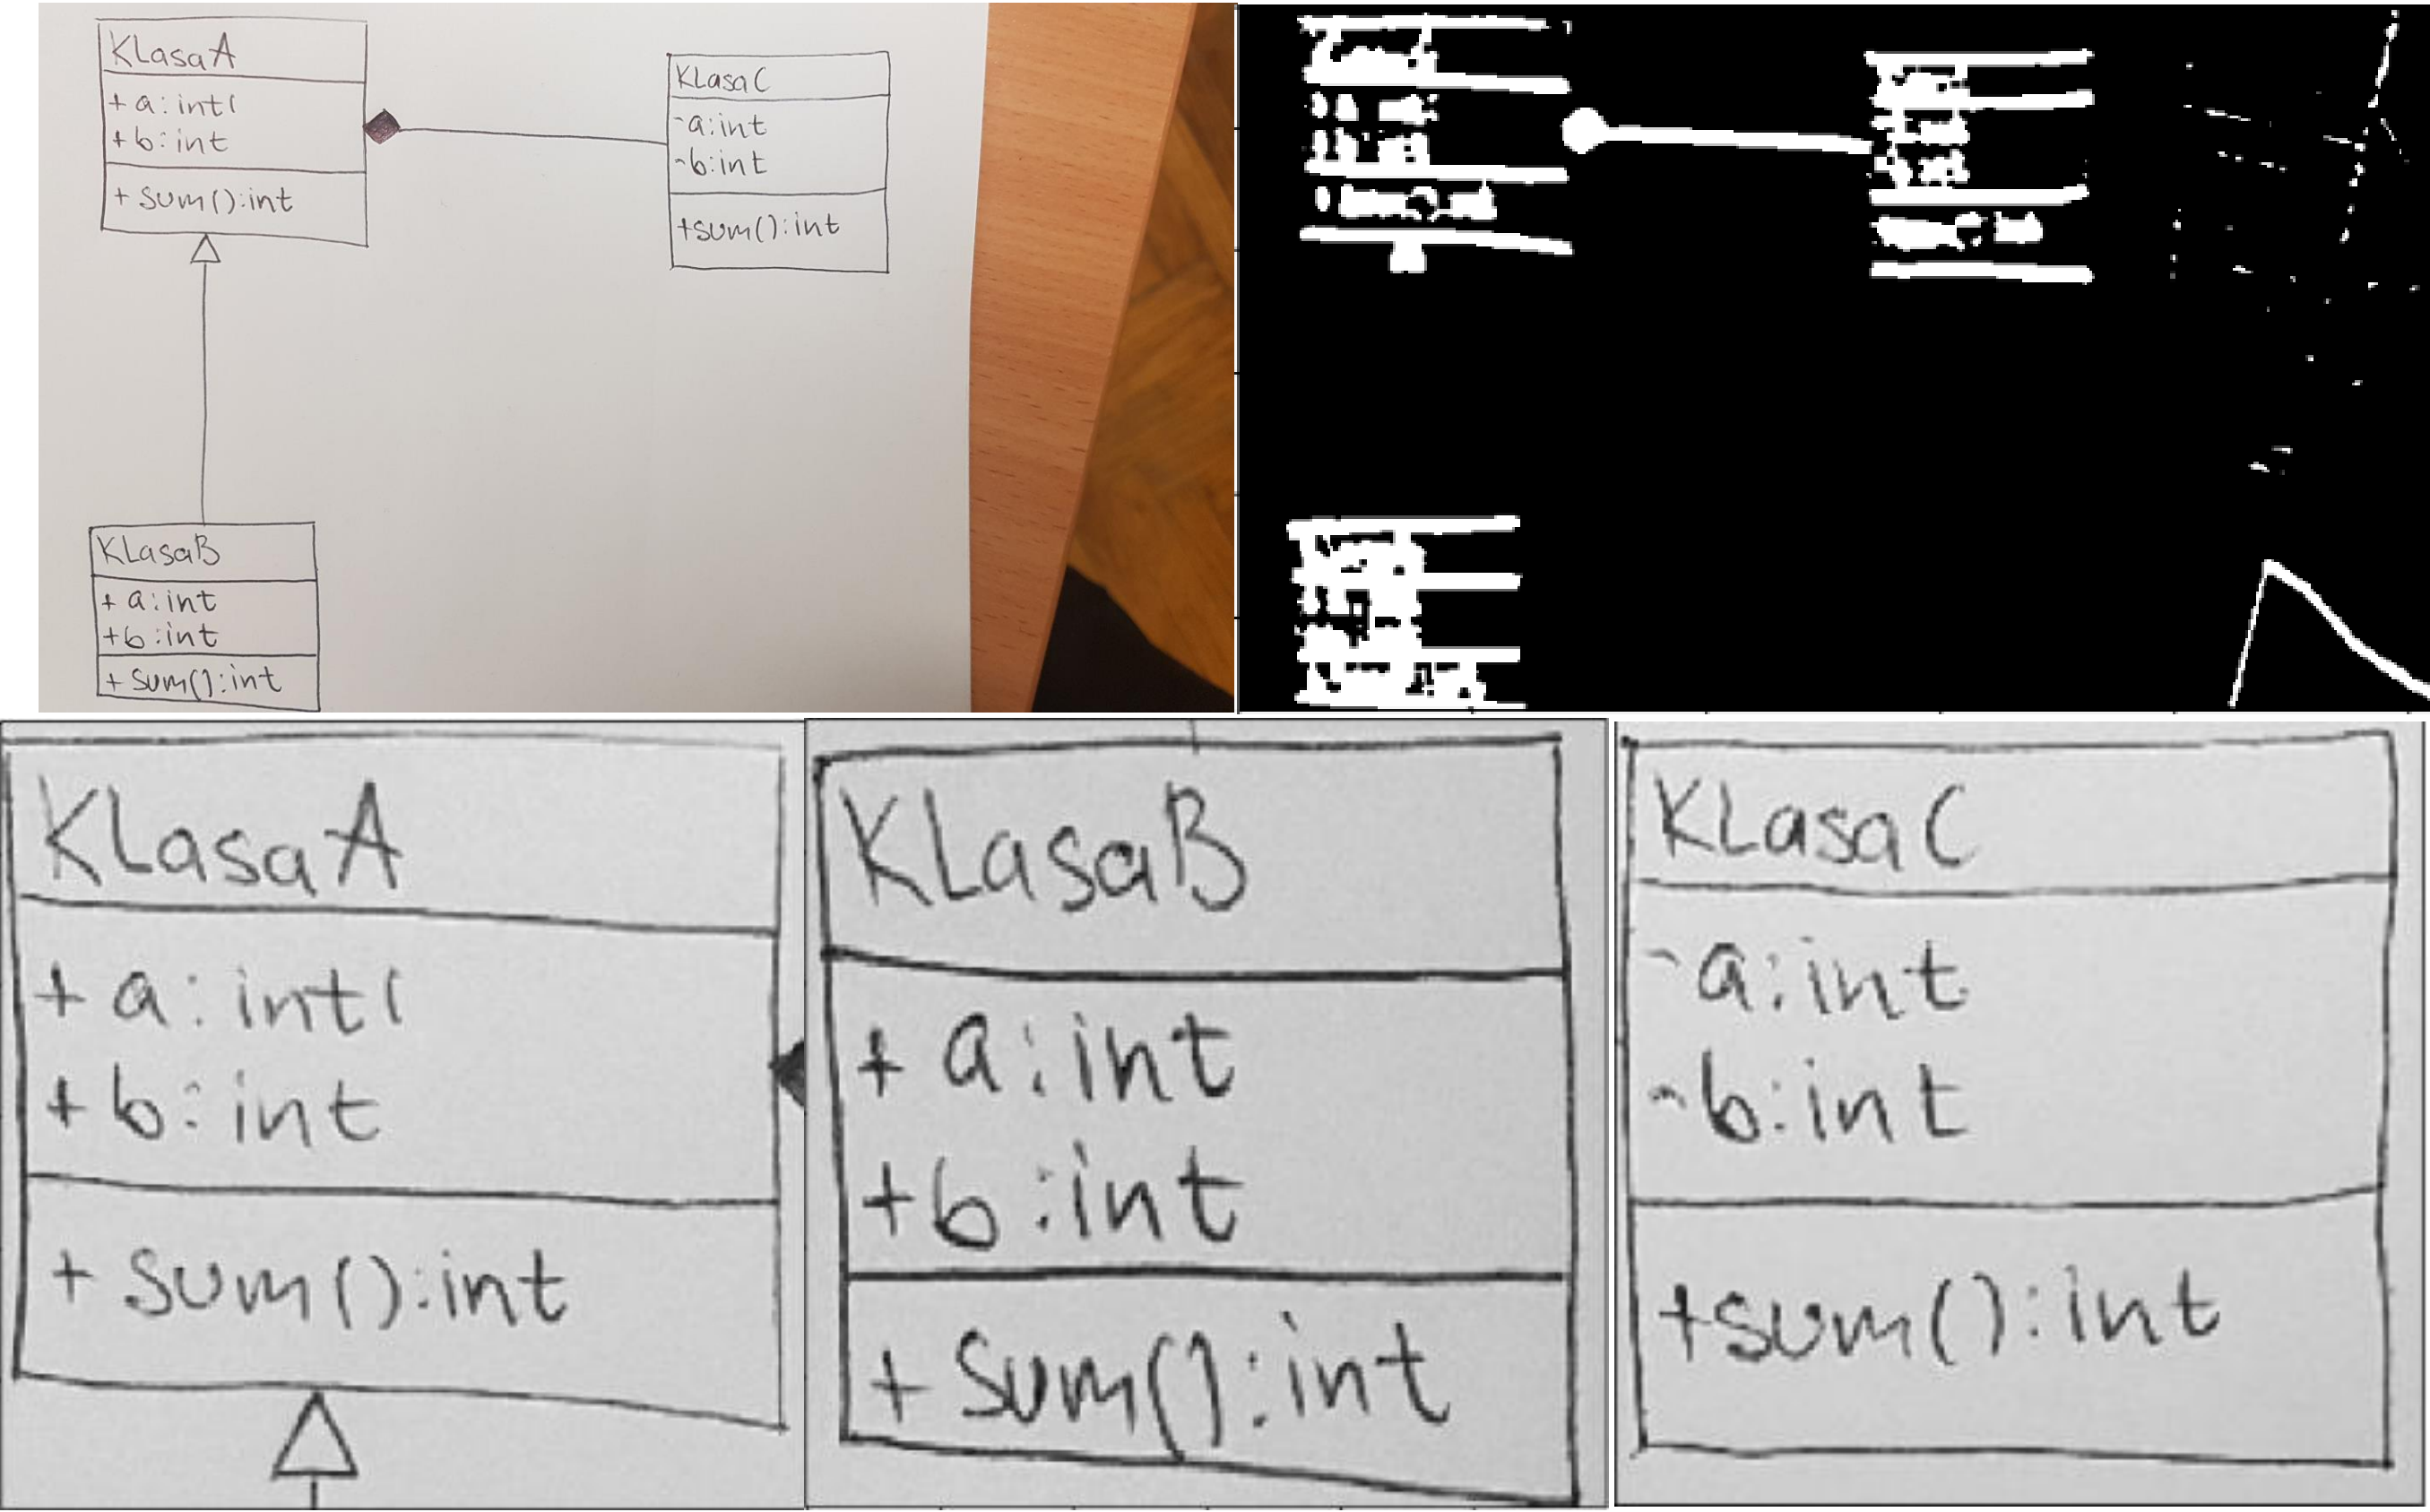 KLasaA
+ a: int(
+ b: int
+ sum():int
KLasaC
-a:int
-b:int
+sum():int
KLasaB
+ a:int
+b:int
+ sum():int
KLasaA
+ a: int(
+ b: int
+ sum():int
KLasaB
+ a:int
+b:int
+ sum():int
KLasaC
-a:int
-b:int
+sum():int